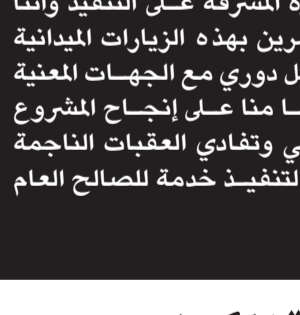 المشرفة على التنفيذ وأننا
بهذه الزيارات الميدانية
دوري مع الجهات المعنية
منا على إنجاح المشروع
وتفادي العقبات الناجمة
لتنفيذ خدمة للصالح العام